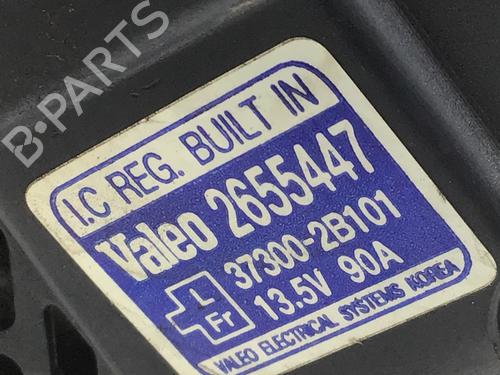 B-PARTS
I.C REG. BUILT IN
Valeo 2655447
37300-2B101
L
Fr
13.5V 90A
VALEO ELECTRICAL SYSTEMS KOREA